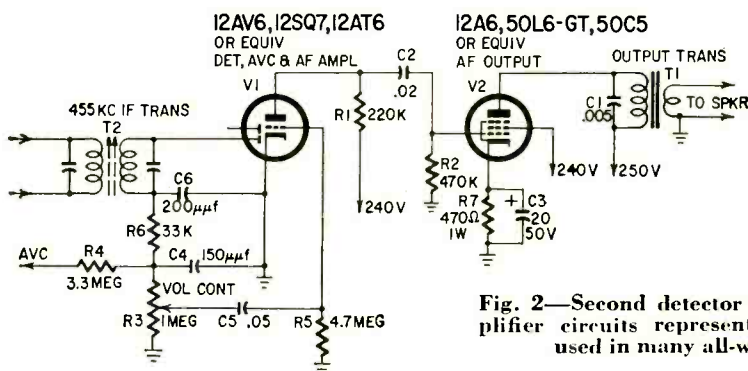 12AV6,12SQ7,12AT6
OR EQUIV
DET, AVC & AF AMPL
V1
C2
.02
12A6,50L6-GT,50C5
OR EQUIV
AF OUTPUT
V2
OUTPUT TRANS
T1
TO SPKR
C1
.005
455KC IF TRANS
T2
R1
220K
C6
200µµf
R2
470K
240V
240V
250V
R7
470Ω
1W
+
C3
20
50V
R6
33K
AVC
R4
3.3MEG
C4
150µµf
VOL CONT
R3
1MEG
C5
.05
R5
4.7MEG
Fig. 2—Second detector
plifier circuits represent
used in many all-w